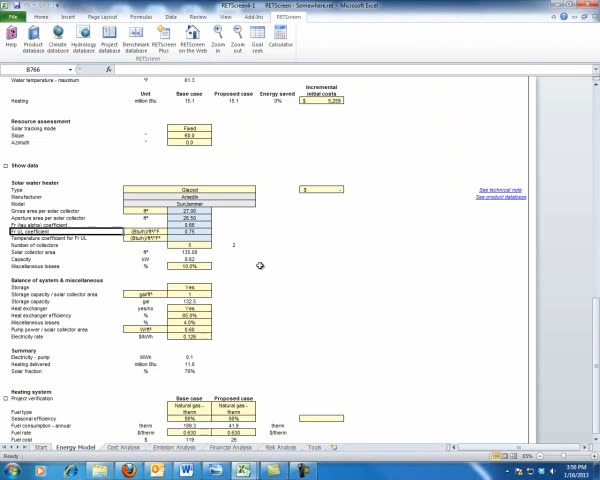 RETScreen4-1 RETScreen - Somewhere.ret - Microsoft Excel
File Home Insert Page Layout Formulas Data Review View Add-Ins RETScreen
Help Product database Climate database Hydrology database Project database Benchmark database RETScreen Plus RETScreen on the Web Zoom in Zoom out Goal seek Calculator
RETScreen
B766 fx
Water temperature - maximum °F 61.3
Unit Base case Proposed case Energy saved Incremental initial costs
Heating million Btu 15.1 15.1 0% $ 5,259
Resource assessment
Solar tracking mode Fixed
Slope ° 60.0
Azimuth ° 0.0
Show data
Solar water heater
Type Glazed $ - See technical note
Manufacturer Amedin See product database
Model SunJammer
Gross area per solar collector ft² 27.00
Aperture area per solar collector ft² 26.50
Fr (tau alpha) coefficient 0.66
Fr UL coefficient (Btu/h)/ft²/°F 0.75
Temperature coefficient for Fr UL (Btu/h)/ft²/°F²
Number of collectors 5 2
Solar collector area ft² 135.00
Capacity kW 8.62
Miscellaneous losses % 10.0%
Balance of system & miscellaneous
Storage Yes
Storage capacity / solar collector area gal/ft² 1
Storage capacity gal 132.5
Heat exchanger yes/no Yes
Heat exchanger efficiency % 85.0%
Miscellaneous losses % 4.0%
Pump power / solar collector area W/ft² 0.80
Electricity rate $/kWh 0.126
Summary
Electricity - pump MWh 0.1
Heating delivered million Btu 11.8
Solar fraction % 78%
Heating system
Project verification Base case Proposed case
Fuel type Natural gas - therm Natural gas - therm
Seasonal efficiency 80% 80%
Fuel consumption - annual therm 189.3 41.9 therm
Fuel rate $/therm 0.630 0.630 $/therm
Fuel cost $ 119 26
Start Energy Model Cost Analysis Emission Analysis Financial Analysis Risk Analysis Tools
Ready 85%
3:50 PM
1/16/2013